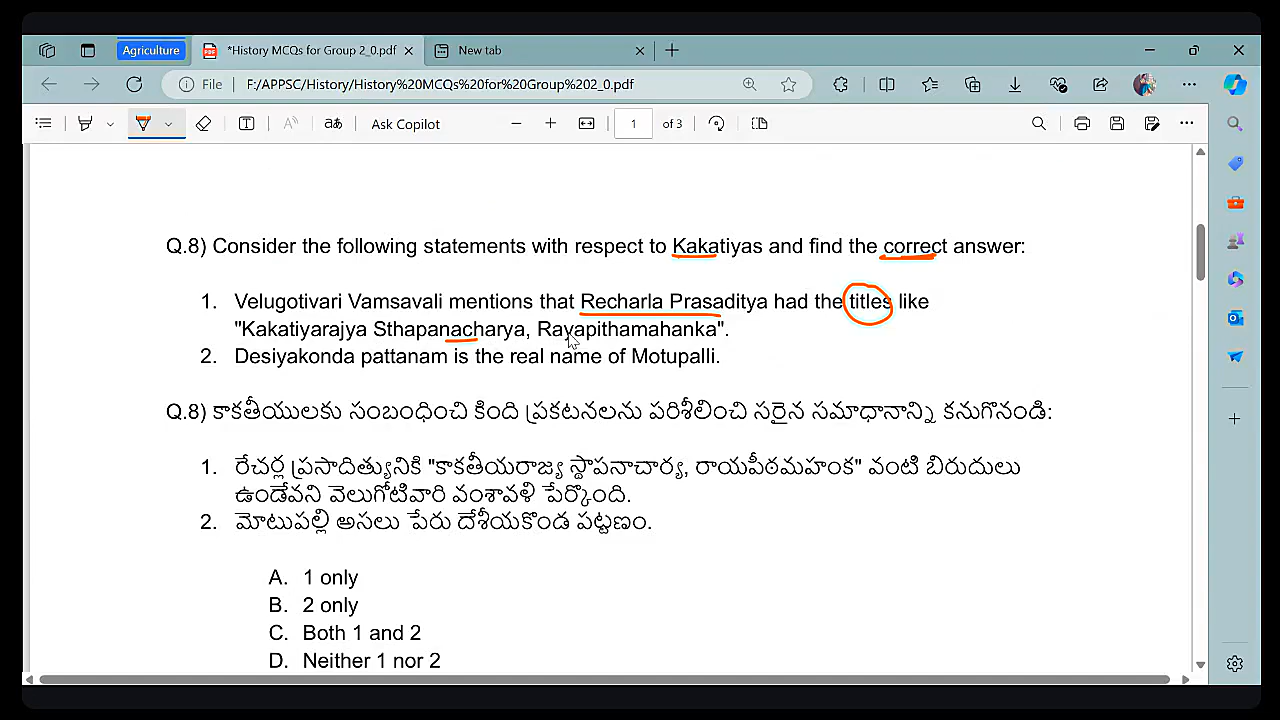 Agriculture
*History MCQs for Group 2_0.pdf
New tab
File
F:/APPSC/History/History%20MCQs%20for%20Group%202_0.pdf
Ask Copilot
1
of 3
Q.8) Consider the following statements with respect to Kakatiyas and find the correct answer:
1. Velugotivari Vamsavali mentions that Recharla Prasaditya had the titles like
"Kakatiyarajya Sthapanacharya, Rayapithamahanka".
2. Desiyakonda pattanam is the real name of Motupalli.
Q.8) కాకతీయులకు సంబంధించి కింది ప్రకటనలను పరిశీలించి సరైన సమాధానాన్ని కనుగొనండి:
1. రేచర్ల ప్రసాదిత్యునికి "కాకతీయరాజ్య స్థాపనాచార్య, రాయపీఠమహంక" వంటి బిరుదులు
ఉండేవని వెలుగోటివారి వంశావళి పేర్కొంది.
2. మోటుపల్లి అసలు పేరు దేశీయకొండ పట్టణం.
A. 1 only
B. 2 only
C. Both 1 and 2
D. Neither 1 nor 2